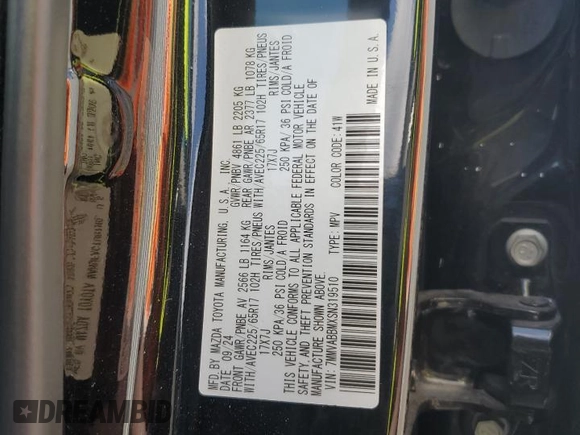 MFD.BY MAZDA TOYOTA MANUFACTURING, U.S.A., INC.
DATE: 09/24 GVWR/PNBV 4861 LB 2205 KG
FRONT GAWR/PNBE AV 2566 LB 1164 KG REAR GAWR/PNBE AR 2377 LB 1078 KG
WITH/AVEC225/65R17 102H TIRES/PNEUS WITH/AVEC225/65R17 102H TIRES/PNEUS
17X7J RIMS/JANTES 17X7J RIMS/JANTES
250 KPA/36 PSI COLD/A FROID 250 KPA/36 PSI COLD/A FROID
THIS VEHICLE CONFORMS TO ALL APPLICABLE FEDERAL MOTOR VEHICLE
SAFETY AND THEFT PREVENTION STANDARDS IN EFFECT ON THE DATE OF
MANUFACTURE SHOWN ABOVE.
VIN: 7MMVABBMXSN319510 TYPE: MPV COLOR CODE: 41W
MADE IN U.S.A.
DREAMBID